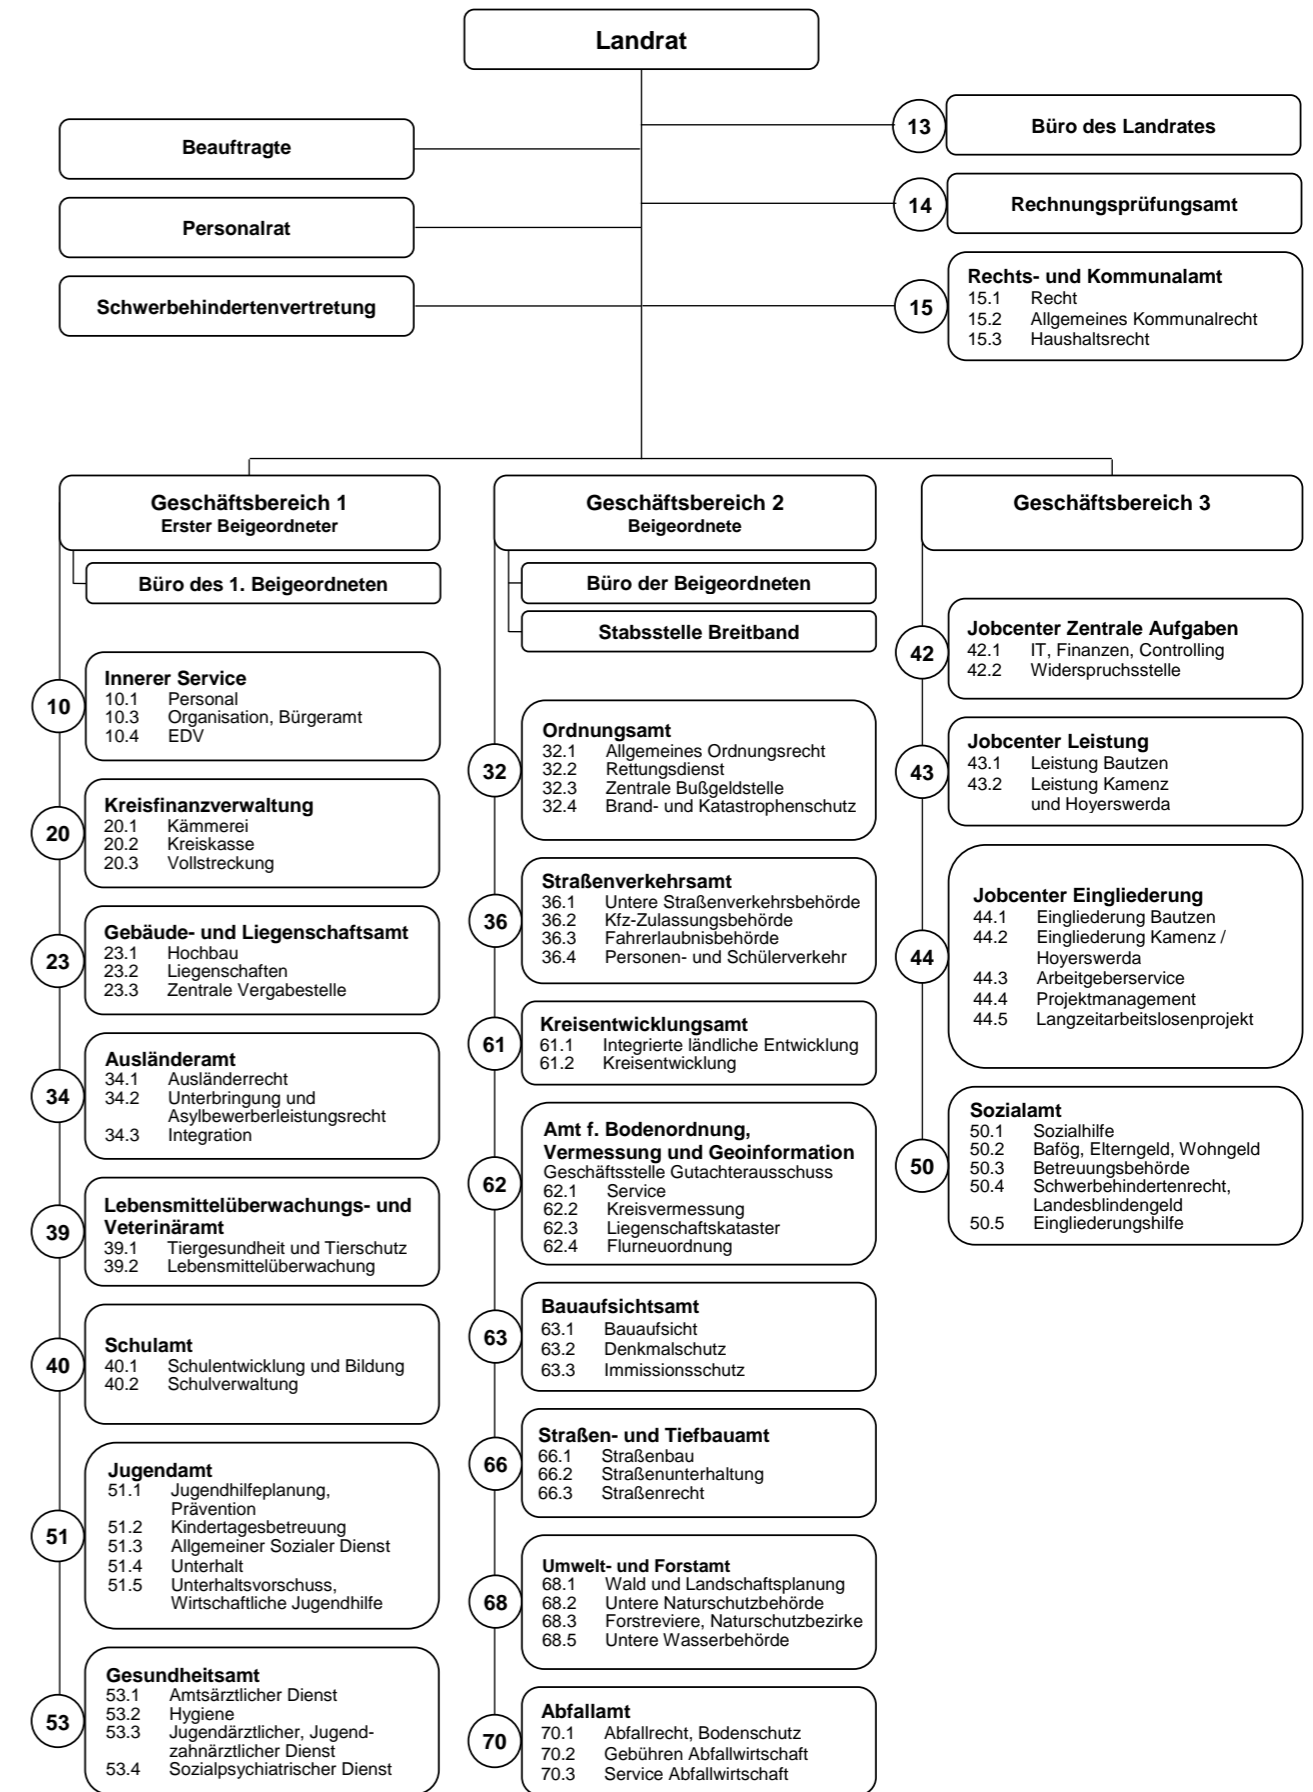 Landrat
Beauftragte
Personalrat
Schwerbehindertenvertretung
13
Büro des Landrates
14
Rechnungsprüfungsamt
15
Rechts- und Kommunalamt
15.1 Recht
15.2 Allgemeines Kommunalrecht
15.3 Haushaltsrecht
Geschäftsbereich 1
Erster Beigeordneter
Büro des 1. Beigeordneten
10
Innerer Service
10.1 Personal
10.3 Organisation, Bürgeramt
10.4 EDV
20
Kreisfinanzverwaltung
20.1 Kämmerei
20.2 Kreiskasse
20.3 Vollstreckung
23
Gebäude- und Liegenschaftsamt
23.1 Hochbau
23.2 Liegenschaften
23.3 Zentrale Vergabestelle
34
Ausländeramt
34.1 Ausländerrecht
34.2 Unterbringung und
Asylbewerberleistungsrecht
34.3 Integration
39
Lebensmittelüberwachungs- und
Veterinäramt
39.1 Tiergesundheit und Tierschutz
39.2 Lebensmittelüberwachung
40
Schulamt
40.1 Schulentwicklung und Bildung
40.2 Schulverwaltung
51
Jugendamt
51.1 Jugendhilfeplanung,
Prävention
51.2 Kindertagesbetreuung
51.3 Allgemeiner Sozialer Dienst
51.4 Unterhalt
51.5 Unterhaltsvorschuss,
Wirtschaftliche Jugendhilfe
53
Gesundheitsamt
53.1 Amtsärztlicher Dienst
53.2 Hygiene
53.3 Jugendärztlicher, Jugend-
zahnärztlicher Dienst
53.4 Sozialpsychiatrischer Dienst
Geschäftsbereich 2
Beigeordnete
Büro der Beigeordneten
Stabsstelle Breitband
32
Ordnungsamt
32.1 Allgemeines Ordnungsrecht
32.2 Rettungsdienst
32.3 Zentrale Bußgeldstelle
32.4 Brand- und Katastrophenschutz
36
Straßenverkehrsamt
36.1 Untere Straßenverkehrsbehörde
36.2 Kfz-Zulassungsbehörde
36.3 Fahrerlaubnisbehörde
36.4 Personen- und Schülerverkehr
61
Kreisentwicklungsamt
61.1 Integrierte ländliche Entwicklung
61.2 Kreisentwicklung
62
Amt f. Bodenordnung,
Vermessung und Geoinformation
Geschäftsstelle Gutachterausschuss
62.1 Service
62.2 Kreisvermessung
62.3 Liegenschaftskataster
62.4 Flurneuordnung
63
Bauaufsichtsamt
63.1 Bauaufsicht
63.2 Denkmalschutz
63.3 Immissionsschutz
66
Straßen- und Tiefbauamt
66.1 Straßenbau
66.2 Straßenunterhaltung
66.3 Straßenrecht
68
Umwelt- und Forstamt
68.1 Wald und Landschaftsplanung
68.2 Untere Naturschutzbehörde
68.3 Forstreviere, Naturschutzbezirke
68.5 Untere Wasserbehörde
70
Abfallamt
70.1 Abfallrecht, Bodenschutz
70.2 Gebühren Abfallwirtschaft
70.3 Service Abfallwirtschaft
Geschäftsbereich 3
42
Jobcenter Zentrale Aufgaben
42.1 IT, Finanzen, Controlling
42.2 Widerspruchsstelle
43
Jobcenter Leistung
43.1 Leistung Bautzen
43.2 Leistung Kamenz
und Hoyerswerda
44
Jobcenter Eingliederung
44.1 Eingliederung Bautzen
44.2 Eingliederung Kamenz /
Hoyerswerda
44.3 Arbeitgeberservice
44.4 Projektmanagement
44.5 Langzeitarbeitslosenprojekt
50
Sozialamt
50.1 Sozialhilfe
50.2 Bafög, Elterngeld, Wohngeld
50.3 Betreuungsbehörde
50.4 Schwerbehindertenrecht,
Landesblindengeld
50.5 Eingliederungshilfe